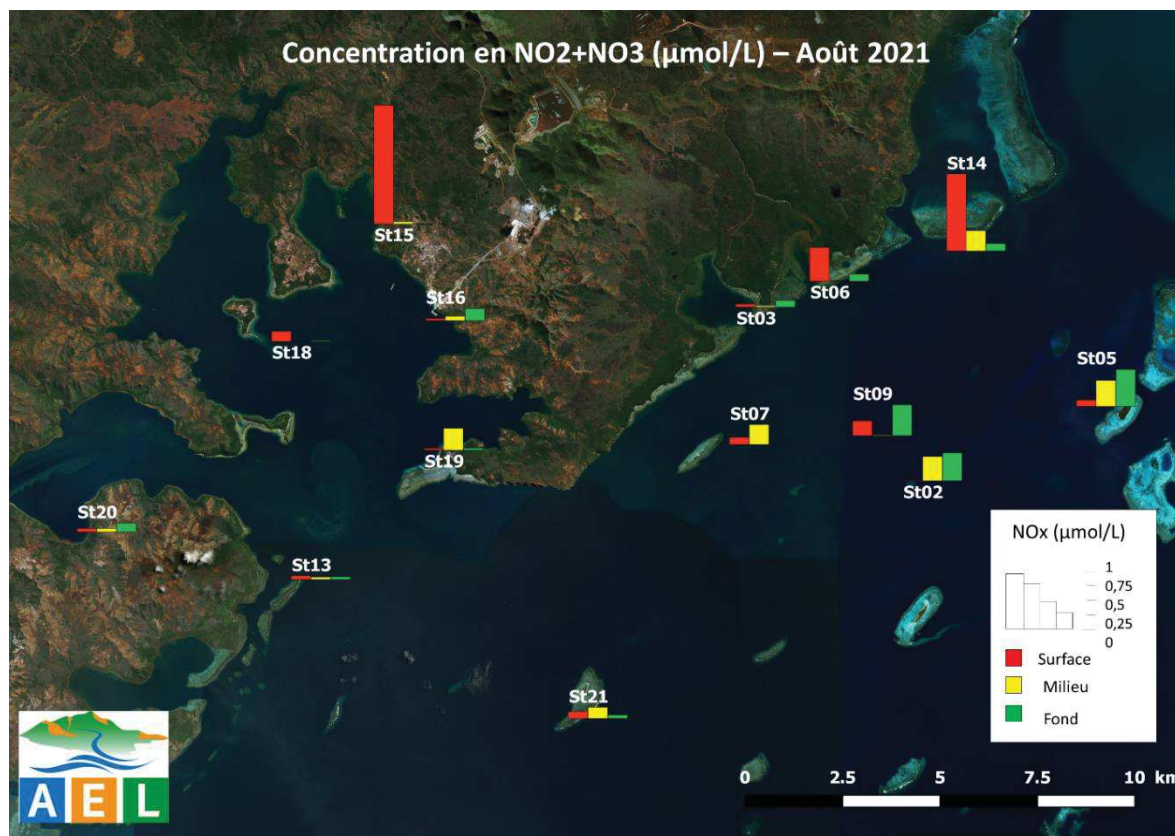 Concentration en NO2+NO3 (µmol/L) – Août 2021
St14
St15
St16
St06
St03
St18
St05
St09
St07
St19
St02
St20
St13
St21
NOx (µmol/L)
1
0,75
0,5
0,25
0
Surface
Milieu
Fond
AEL
0 2.5 5 7.5 10 km